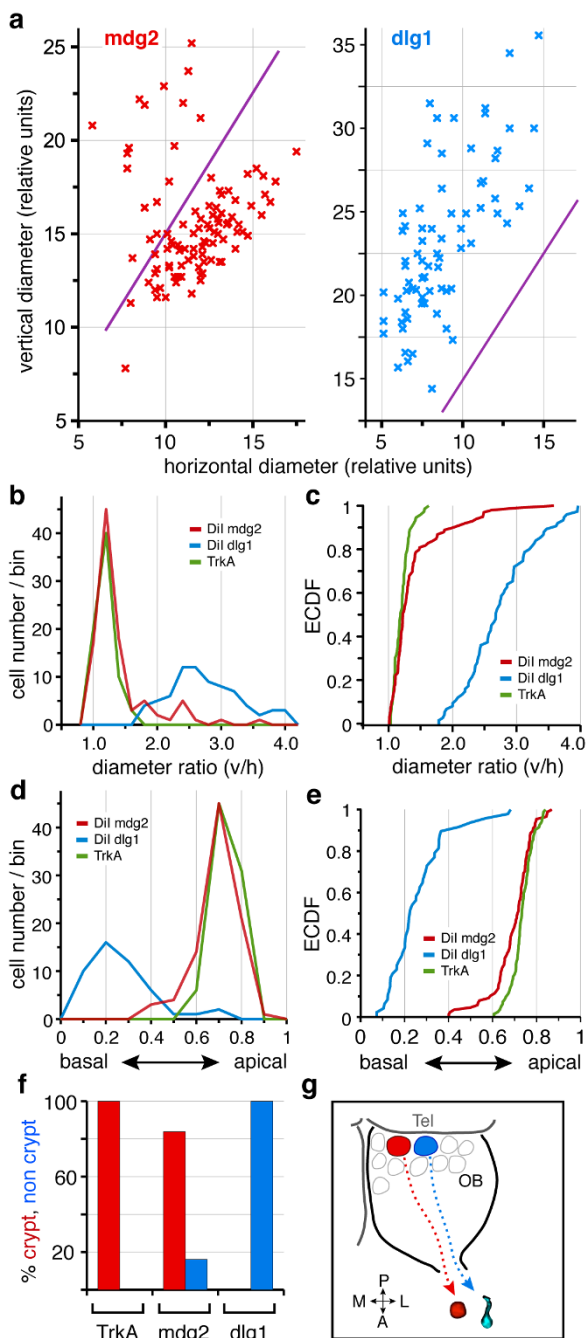 a
mdg2
dlg1
vertical diameter (relative units)
25
20
15
10
5
35
30
25
20
15
5 10 15
5 10 15
horizontal diameter (relative units)
b
cell number / bin
40
30
20
10
0
DiI mdg2
DiI dlg1
TrkA
1.0 2.0 3.0 4.0
diameter ratio (v/h)
c
ECDF
1
0.8
0.6
0.4
0.2
0
DiI mdg2
DiI dlg1
TrkA
1.0 2.0 3.0 4.0
diameter ratio (v/h)
d
cell number / bin
40
30
20
10
0
DiI mdg2
DiI dlg1
TrkA
0 0.2 0.4 0.6 0.8 1
basal apical
e
ECDF
1
0.8
0.6
0.4
0.2
0
DiI mdg2
DiI dlg1
TrkA
0 0.2 0.4 0.6 0.8 1
basal apical
f
% crypt, non crypt
100
80
60
40
20
TrkA mdg2 dlg1
g
Tel
OB
P
M L
A